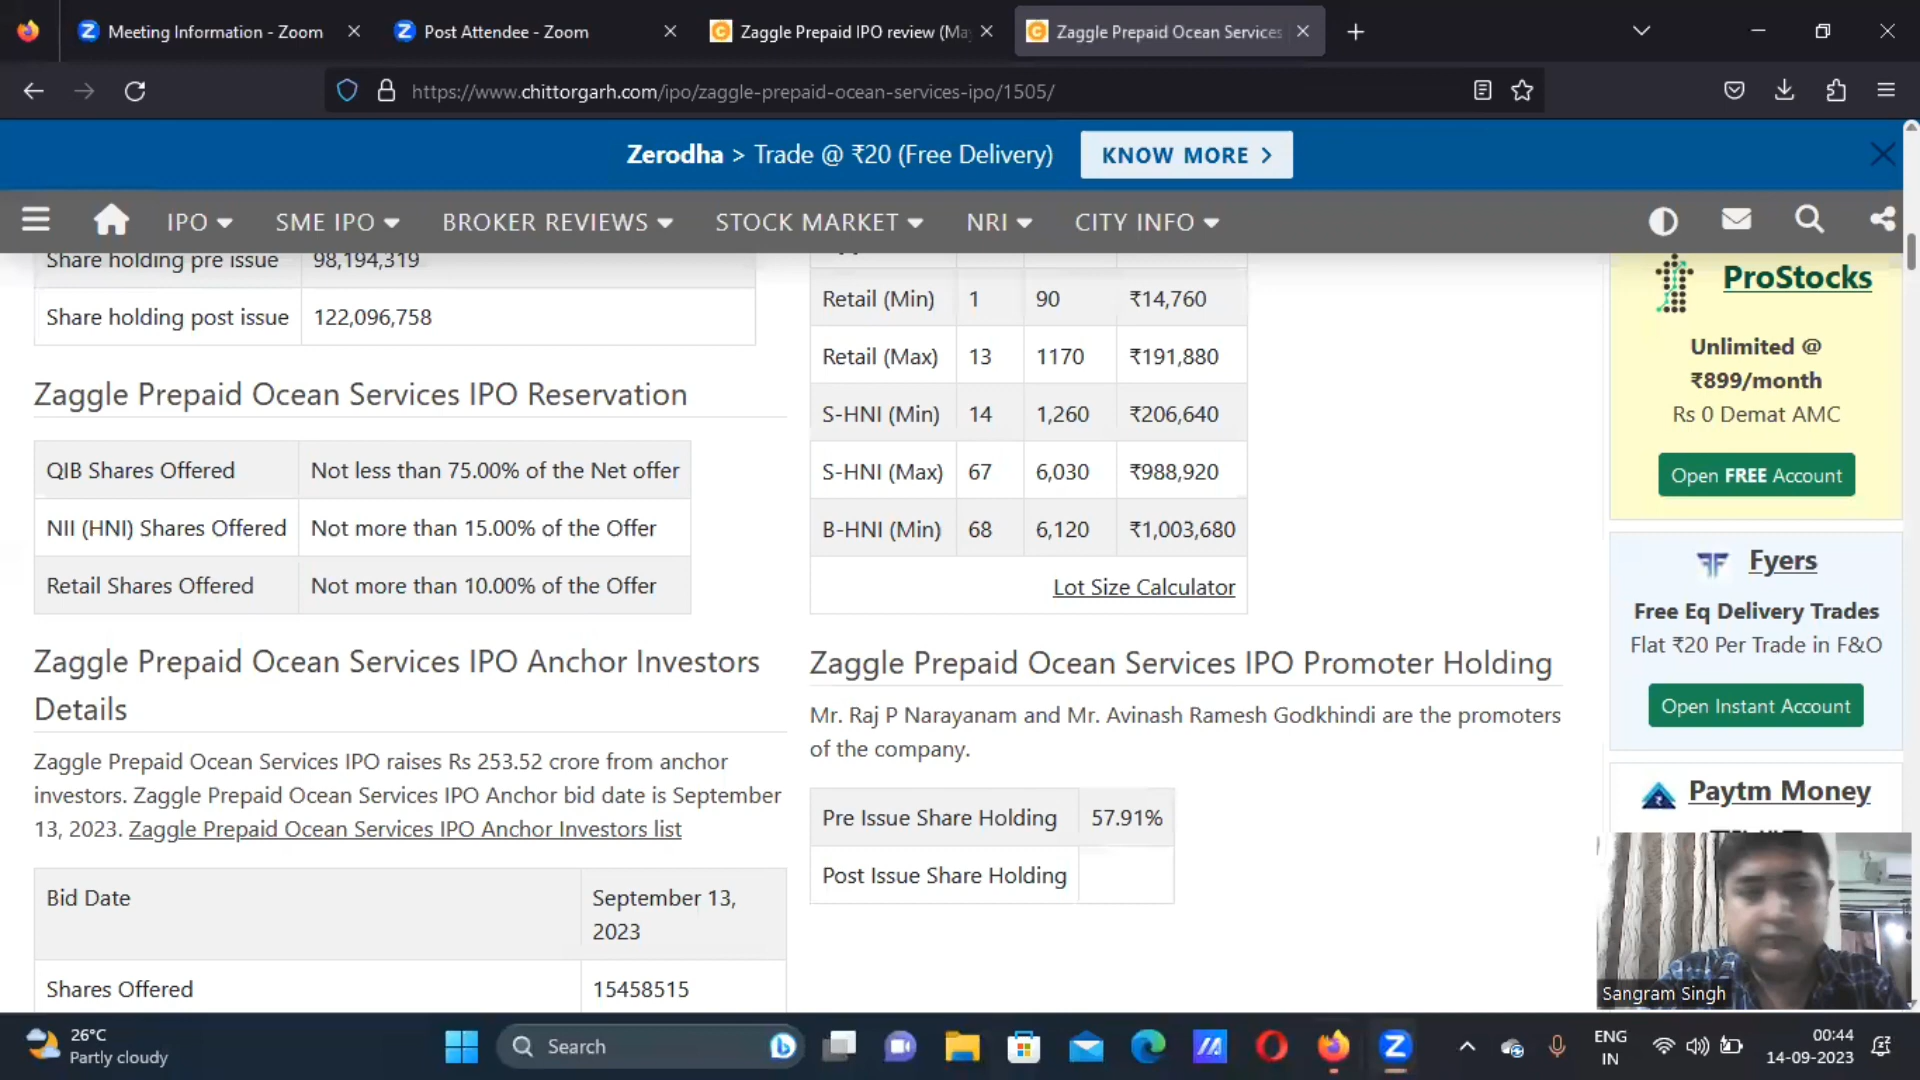 Meeting Information - Zoom
Post Attendee - Zoom
Zaggle Prepaid IPO review (Ma
Zaggle Prepaid Ocean Services
https://www.chittorgarh.com/ipo/zaggle-prepaid-ocean-services-ipo/1505/
Zerodha > Trade @ ₹20 (Free Delivery)
KNOW MORE
IPO
SME IPO
BROKER REVIEWS
STOCK MARKET
NRI
CITY INFO
Share holding pre issue 98,194,319
Share holding post issue 122,096,758
Zaggle Prepaid Ocean Services IPO Reservation
QIB Shares Offered Not less than 75.00% of the Net offer
NII (HNI) Shares Offered Not more than 15.00% of the Offer
Retail Shares Offered Not more than 10.00% of the Offer
Zaggle Prepaid Ocean Services IPO Anchor Investors
Details
Zaggle Prepaid Ocean Services IPO raises Rs 253.52 crore from anchor
investors. Zaggle Prepaid Ocean Services IPO Anchor bid date is September
13, 2023. Zaggle Prepaid Ocean Services IPO Anchor Investors list
Bid Date September 13,
2023
Shares Offered 15458515
Retail (Min) 1 90 ₹14,760
Retail (Max) 13 1170 ₹191,880
S-HNI (Min) 14 1,260 ₹206,640
S-HNI (Max) 67 6,030 ₹988,920
B-HNI (Min) 68 6,120 ₹1,003,680
Lot Size Calculator
Zaggle Prepaid Ocean Services IPO Promoter Holding
Mr. Raj P Narayanam and Mr. Avinash Ramesh Godkhindi are the promoters
of the company.
Pre Issue Share Holding 57.91%
Post Issue Share Holding
ProStocks
Unlimited @
₹899/month
Rs 0 Demat AMC
Open FREE Account
Fyers
Free Eq Delivery Trades
Flat ₹20 Per Trade in F&O
Open Instant Account
Paytm Money
Sangram Singh
26°C
Partly cloudy
Search
ENG
IN
00:44
14-09-2023